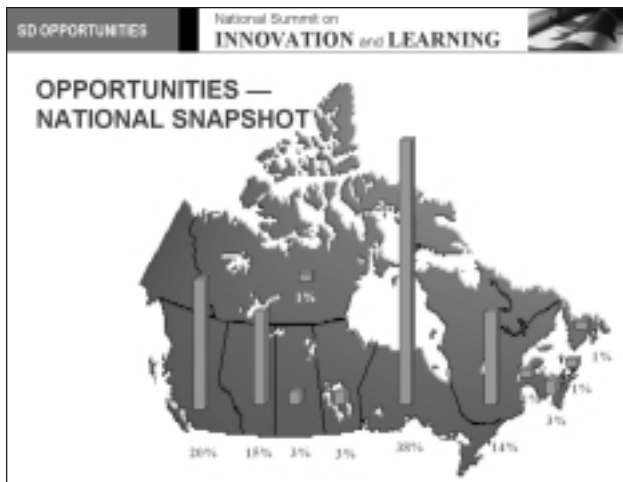 SD OPPORTUNITIES
National Summit on
INNOVATION and LEARNING
OPPORTUNITIES —
NATIONAL SNAPSHOT
1%
1%
1%
3%
20%
15%
3%
3%
38%
14%